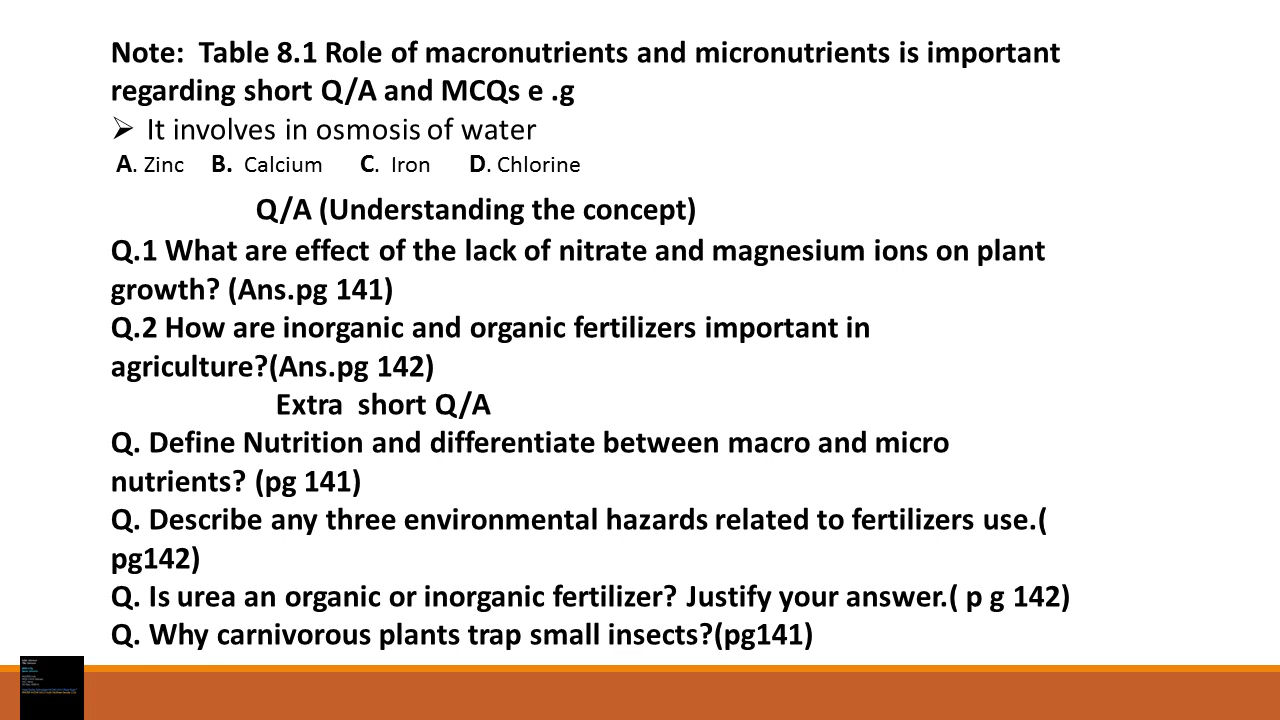 Note:  Table 8.1 Role of macronutrients and micronutrients is important
regarding short Q/A and MCQs e .g
➢ It involves in osmosis of water
A. Zinc B. Calcium C. Iron D. Chlorine
Q/A (Understanding the concept)
Q.1 What are effect of the lack of nitrate and magnesium ions on plant
growth? (Ans.pg 141)
Q.2 How are inorganic and organic fertilizers important in
agriculture?(Ans.pg 142)
Extra  short Q/A
Q. Define Nutrition and differentiate between macro and micro
nutrients? (pg 141)
Q. Describe any three environmental hazards related to fertilizers use.(
pg142)
Q. Is urea an organic or inorganic fertilizer? Justify your answer.( p g 142)
Q. Why carnivorous plants trap small insects?(pg141)